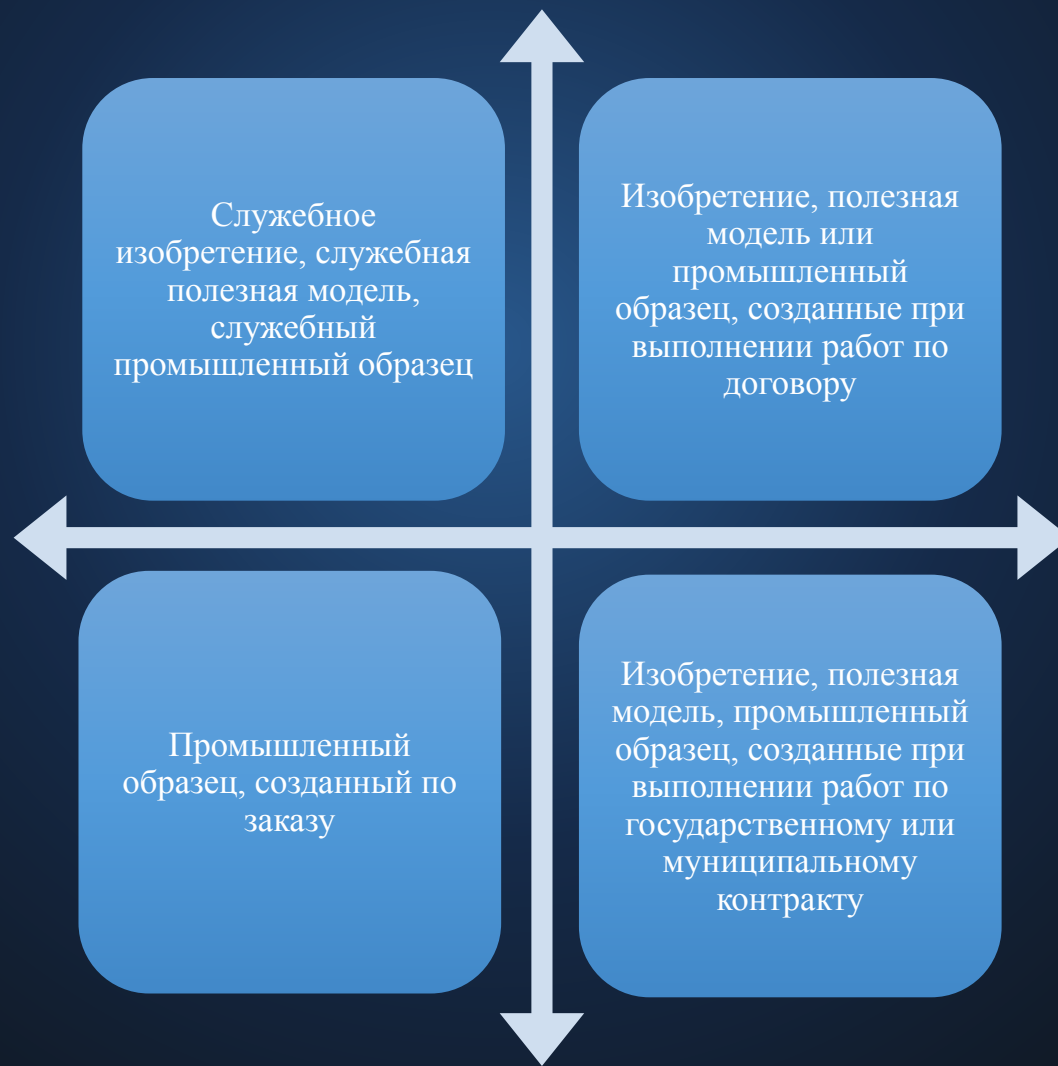 Служебное
изобретение, служебная
полезная модель,
служебный
промышленный образец
Изобретение, полезная
модель или
промышленный
образец, созданные при
выполнении работ по
договору
Промышленный
образец, созданный по
заказу
Изобретение, полезная
модель, промышленный
образец, созданные при
выполнении работ по
государственному или
муниципальному
контракту